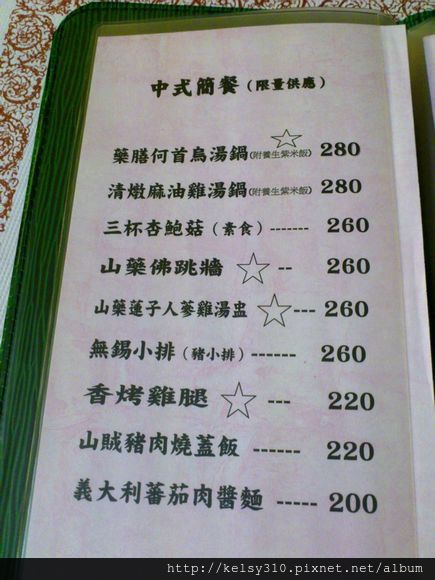 中式簡餐(限量供應)
藥膳何首烏湯鍋(附養生紫米飯)☆ 280
清燉麻油雞湯鍋(附養生紫米飯) 280
三杯杏鮑菇(素食)------- 260
山藥佛跳牆 ☆ -- 260
山藥蓮子人蔘雞湯盅 ☆--- 260
無錫小排(豬小排)------ 260
香烤雞腿 ☆ --- 220
山賊豬肉燒蓋飯 ------ 220
義大利蕃茄肉醬麵 ----- 200
http://kelsy310.pixnet.net/album